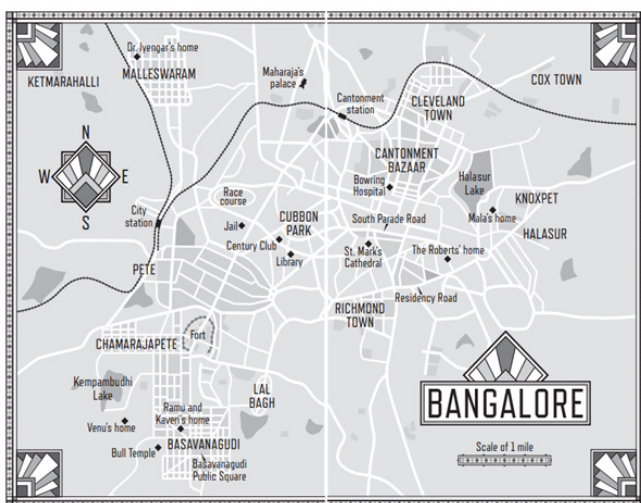 Dr. Iyengar's home
MALLESWARAM
KETMARAHALLI
Maharaja's
palace
Cantonment
station
CLEVELAND
TOWN
COX TOWN
N
W
E
S
CANTONMENT
BAZAAR
Bowring
Hospital
Halasur
Lake
KNOXPET
Mala's home
HALASUR
Race
course
City
station
Jail
CUBBON
PARK
Century Club
Library
South Parade Road
St. Mark's
Cathedral
The Roberts' home
PETE
Residency Road
RICHMOND
TOWN
Fort
CHAMARAJAPETE
Kempambudhi
Lake
LAL
BAGH
Ramu and
Kaveri's home
Venu's home
BASAVANAGUDI
Bull Temple
Basavanagudi
Public Square
BANGALORE
Scale of 1 mile